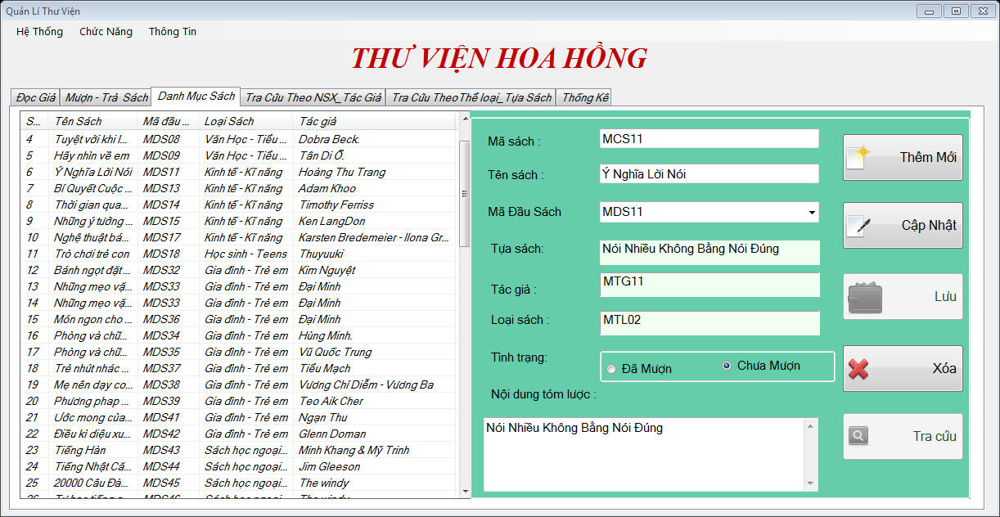 Quản Lí Thư Viện
Hệ Thống Chức Năng Thông Tin
THƯ VIỆN HOA HỒNG
Đọc Giả Mượn - Trả Sách Danh Mục Sách Tra Cứu Theo NSX_Tác Giả Tra Cứu TheoThể loại_Tựa Sách Thống Kê
S... Tên Sách Mã đầu ... Loại Sách Tác giả
4 Tuyệt vời khi l... MDS08 Văn Học - Tiểu ... Dobra Beck.
5 Hãy nhìn về em MDS09 Văn Học - Tiểu ... Tân Di Ổ.
6 Ý Nghĩa Lời Nói MDS11 Kinh tế - Kĩ năng Hoàng Thu Trang
7 Bí Quyết Cuộc ... MDS13 Kinh tế - Kĩ năng Adam Khoo
8 Thời gian qua... MDS14 Kinh tế - Kĩ năng Timothy Ferriss
9 Những ý tưởng ... MDS15 Kinh tế - Kĩ năng Ken LangDon
10 Nghệ thuật bá... MDS17 Kinh tế - Kĩ năng Karsten Bredemeier - Ilona Gr...
11 Trò chơi trẻ con MDS18 Học sinh - Teens Thuyuuki
12 Bánh ngọt đặt ... MDS32 Gia đình - Trẻ em Kim Nguyệt
13 Những mẹo vặ... MDS33 Gia đình - Trẻ em Đại Minh
14 Những mẹo vặ... MDS33 Gia đình - Trẻ em Đại Minh
15 Món ngon cho ... MDS36 Gia đình - Trẻ em Đại Minh
16 Phòng và chữ... MDS34 Gia đình - Trẻ em Hùng Minh.
17 Phòng và chữ... MDS35 Gia đình - Trẻ em Vũ Quốc Trung
18 Trẻ nhút nhác ... MDS37 Gia đình - Trẻ em Tiểu Mạch
19 Mẹ nên dạy co... MDS38 Gia đình - Trẻ em Vương Chí Diễm - Vương Ba
20 Phương phap ... MDS39 Gia đình - Trẻ em Teo Aik Cher
21 Ước mong của... MDS41 Gia đình - Trẻ em Ngạn Thu
22 Điều kì diệu xu... MDS42 Gia đình - Trẻ em Glenn Doman
23 Tiếng Hàn MDS43 Sách học ngoại... Minh Khang & Mỹ Trinh
24 Tiếng Nhật Că... MDS44 Sách học ngoại... Jim Gleeson
25 20000 Câu Đà... MDS45 Sách học ngoại... The windy
Mã sách : MCS11
Tên sách : Ý Nghĩa Lời Nói
Mã Đầu Sách MDS11
Tựa sách: Nói Nhiều Không Bằng Nói Đúng
Tác giả : MTG11
Loại sách : MTL02
Tình trạng: Đã Mượn Chưa Mượn
Nội dung tóm lược :
Nói Nhiều Không Bằng Nói Đúng
Thêm Mới
Cập Nhật
Lưu
Xóa
Tra cứu